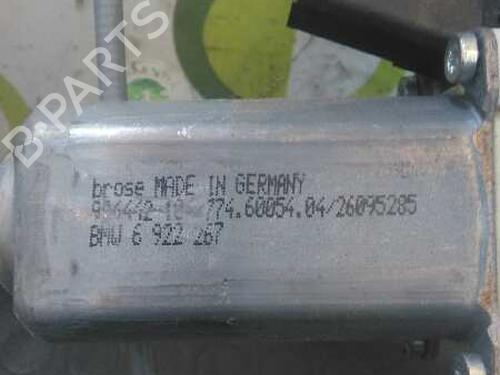 B-PARTS
brose MADE IN GERMANY
774.60054.04/26095285
BMW 6 922 267